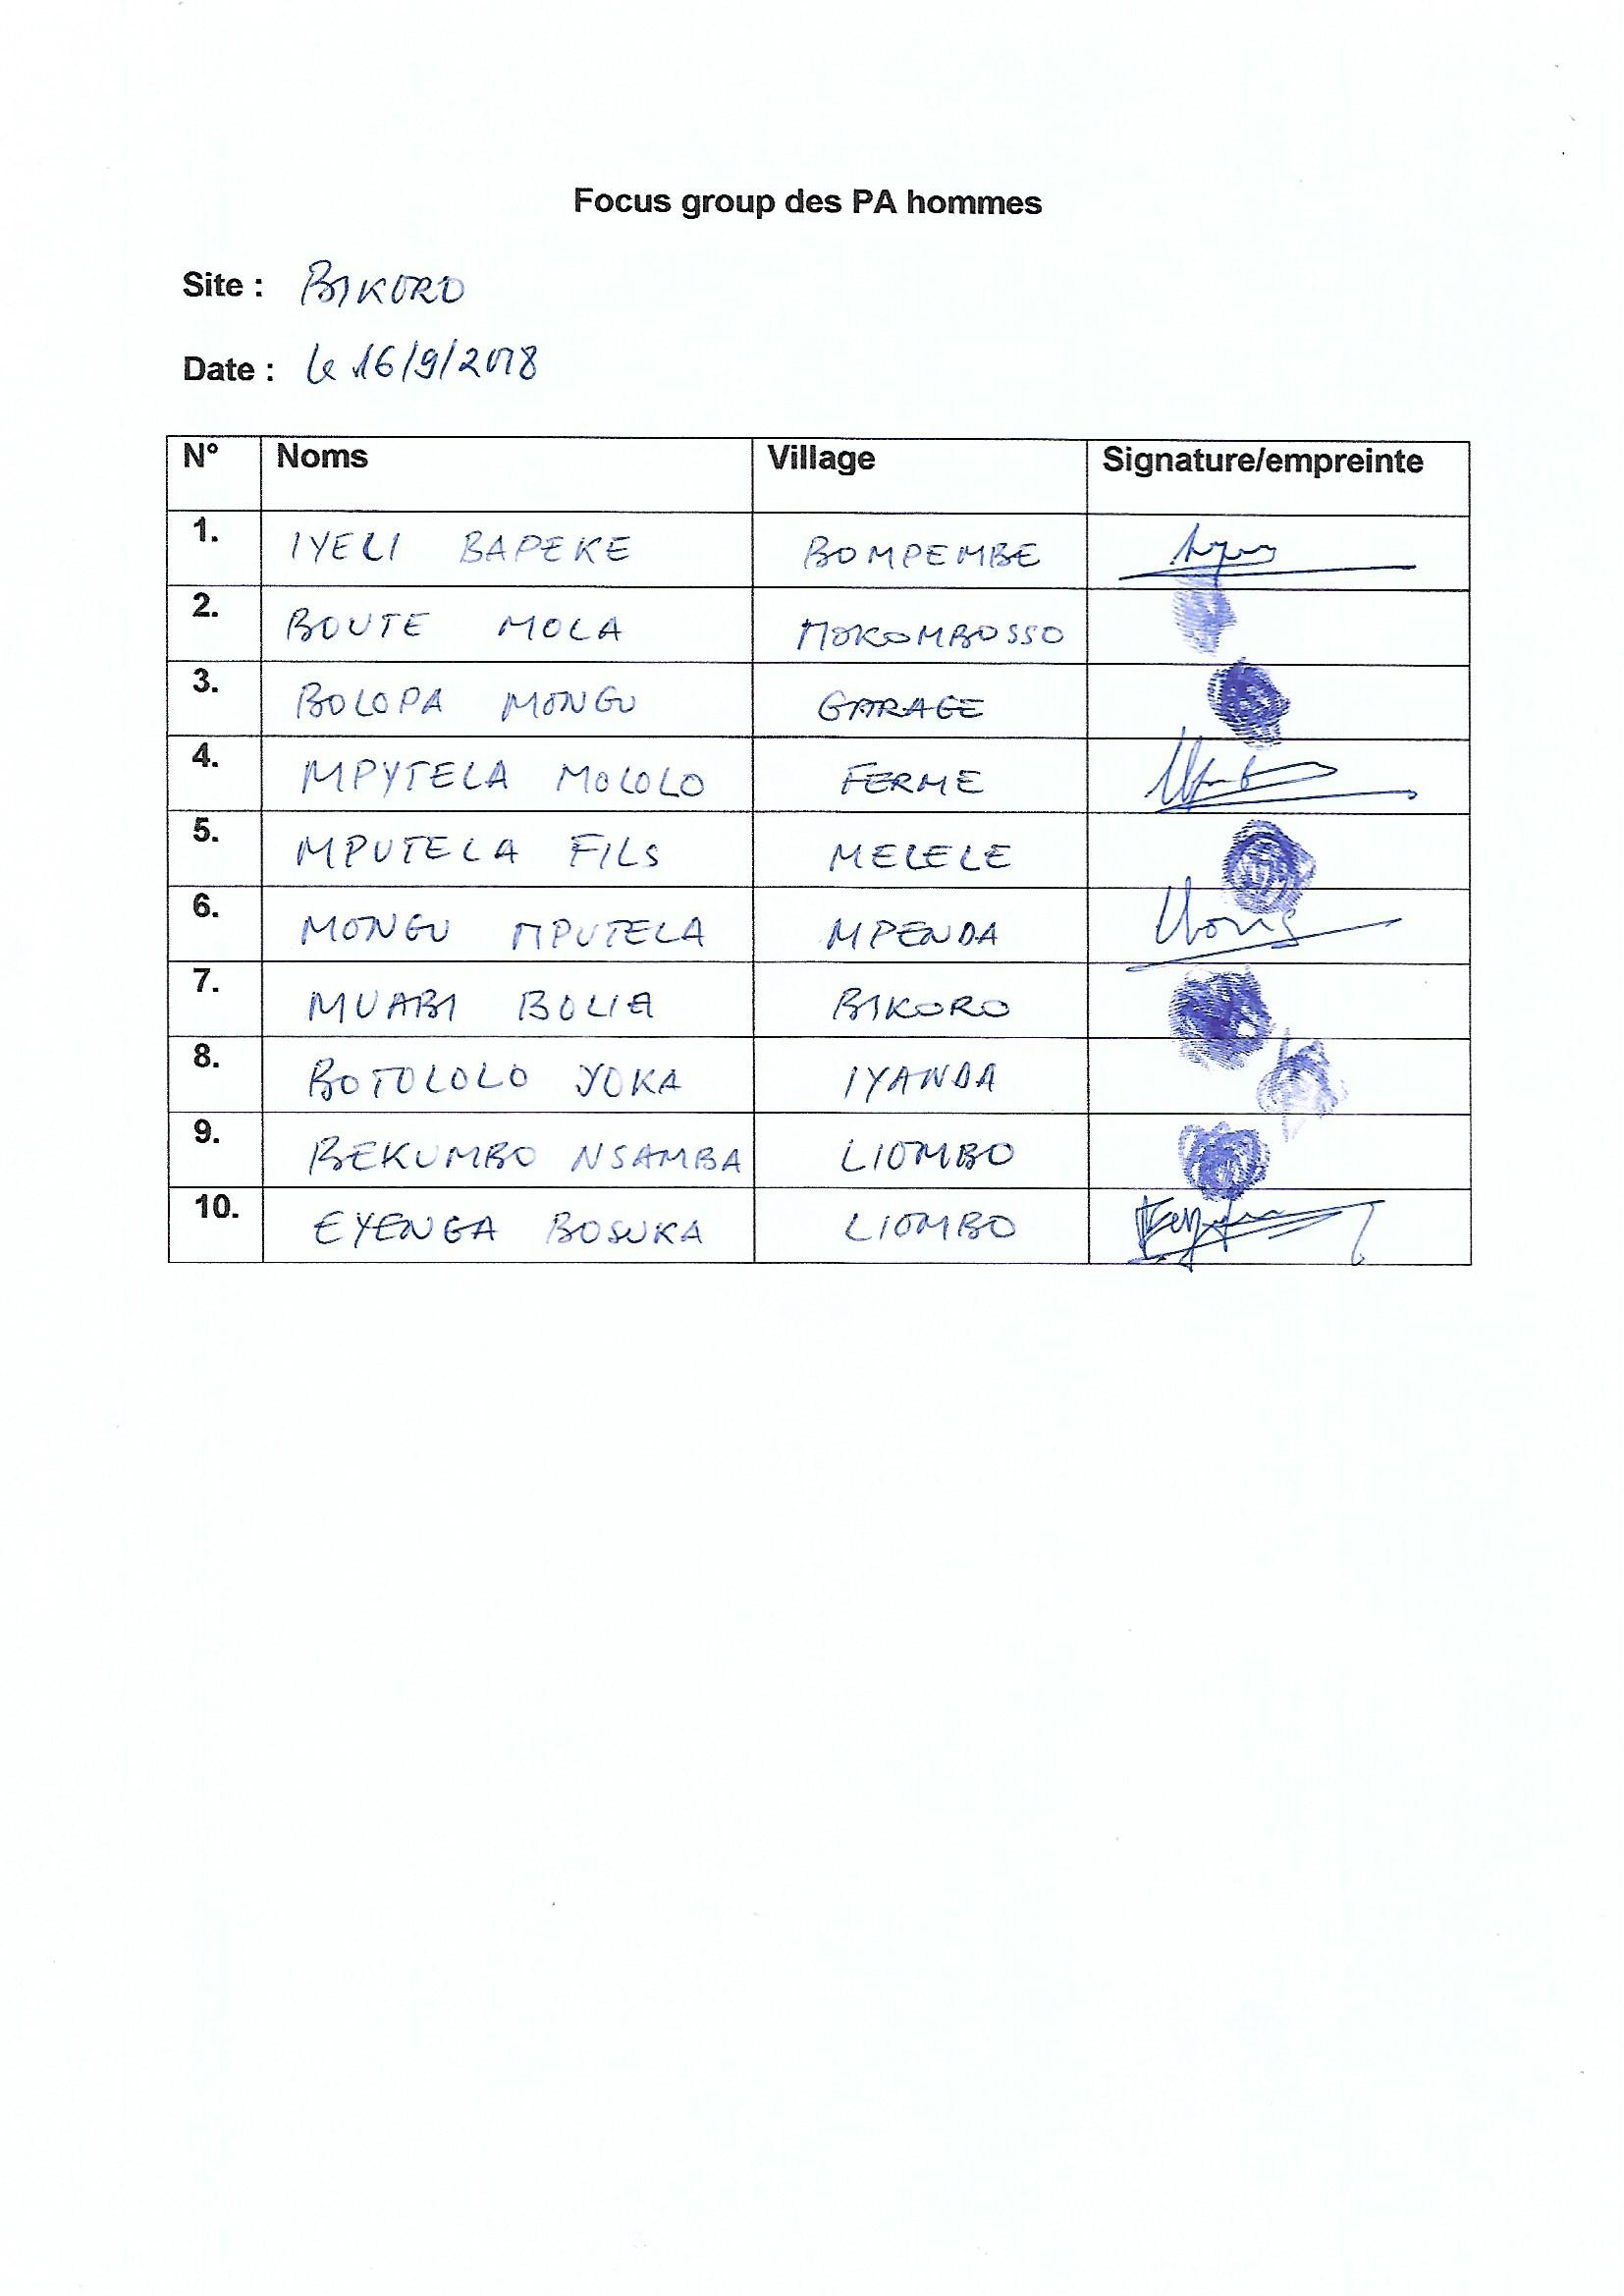 Focus group des PA hommes
Site : BIKORO
Date : le 16/9/2018
N° Noms Village Signature/empreinte
1. IYELI BAPEKE BOMPEMBE
2. BOUTE MOLA MOKOMBOSSO
3. BOLOPA MONGU GARAGE
4. MPYTELA MOLOLO FERME
5. MPUTELA FILS MELELE
6. MONGU MPUTELA MPENDA
7. MUABI BOLIA BIKORO
8. BOTOLOLO YOKA IYANDA
9. BEKUMBO NSAMBA LIOMBO
10. EYENGA BOSUKA LIOMBO